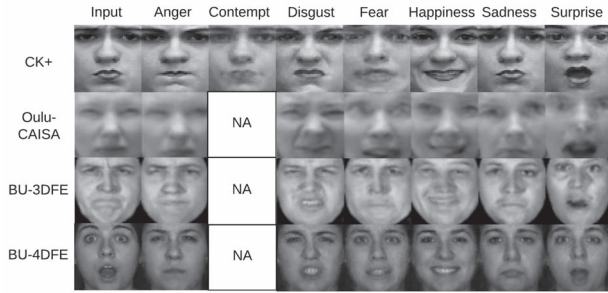 Input Anger Contempt Disgust Fear Happiness Sadness Surprise
CK+
Oulu-
CAISA
NA
BU-3DFE
NA
BU-4DFE
NA